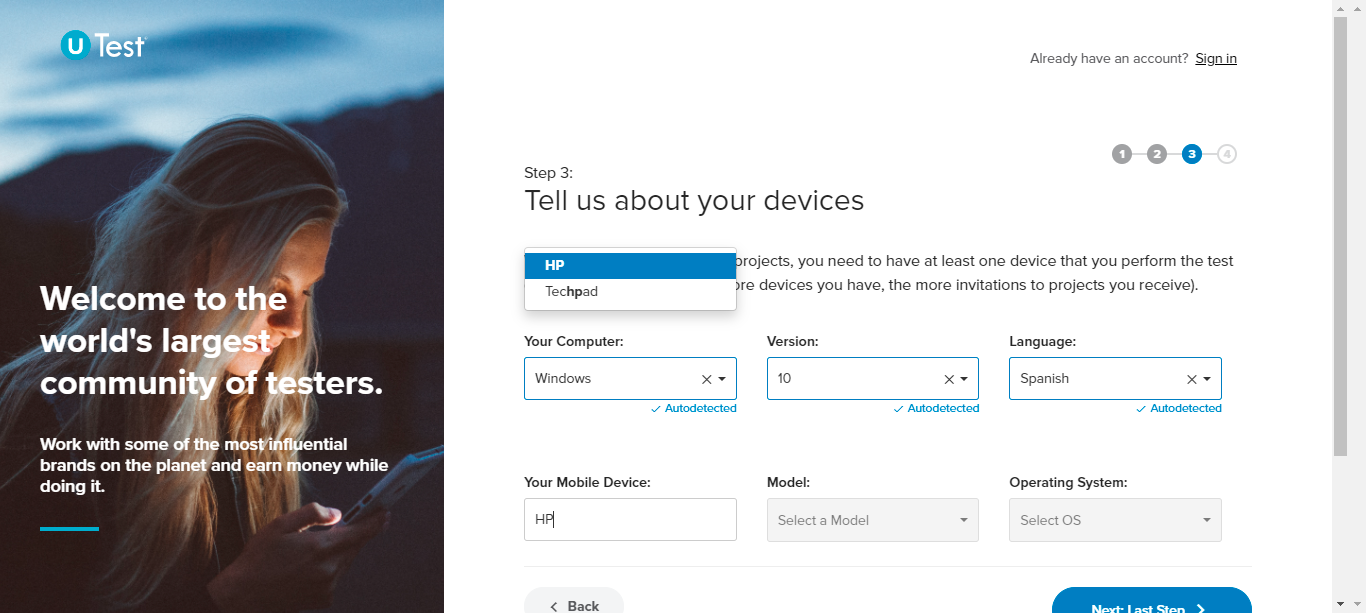 U Test
Already have an account? Sign in
1 2 3 4
Step 3:
Tell us about your devices
HP
Techpad
projects, you need to have at least one device that you perform the test
ore devices you have, the more invitations to projects you receive).
Welcome to the
world's largest
community of testers.
Work with some of the most influential
brands on the planet and earn money while
doing it.
Your Computer: Version: Language:
Windows 10 Spanish
Autodetected Autodetected Autodetected
Your Mobile Device: Model: Operating System:
HP Select a Model Select OS
Back Next: Last Step